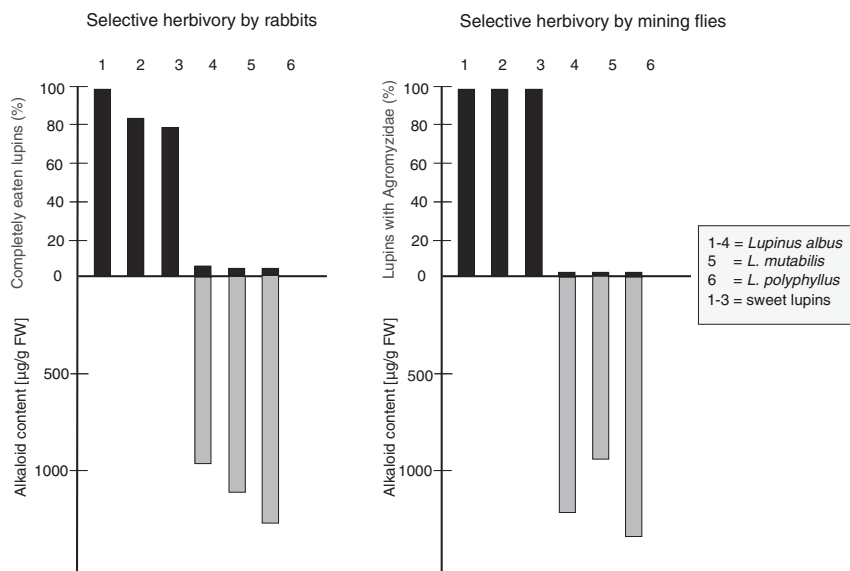 Selective herbivory by rabbits
1 2 3 4 5 6
Completely eaten lupins (%)
100
80
60
40
20
0
Alkaloid content [µg/g FW]
500
1000
Selective herbivory by mining flies
1 2 3 4 5 6
Lupins with Agromyzidae (%)
100
80
60
40
20
0
Alkaloid content [µg/g FW]
500
1000
1-4 = Lupinus albus
5 = L. mutabilis
6 = L. polyphyllus
1-3 = sweet lupins